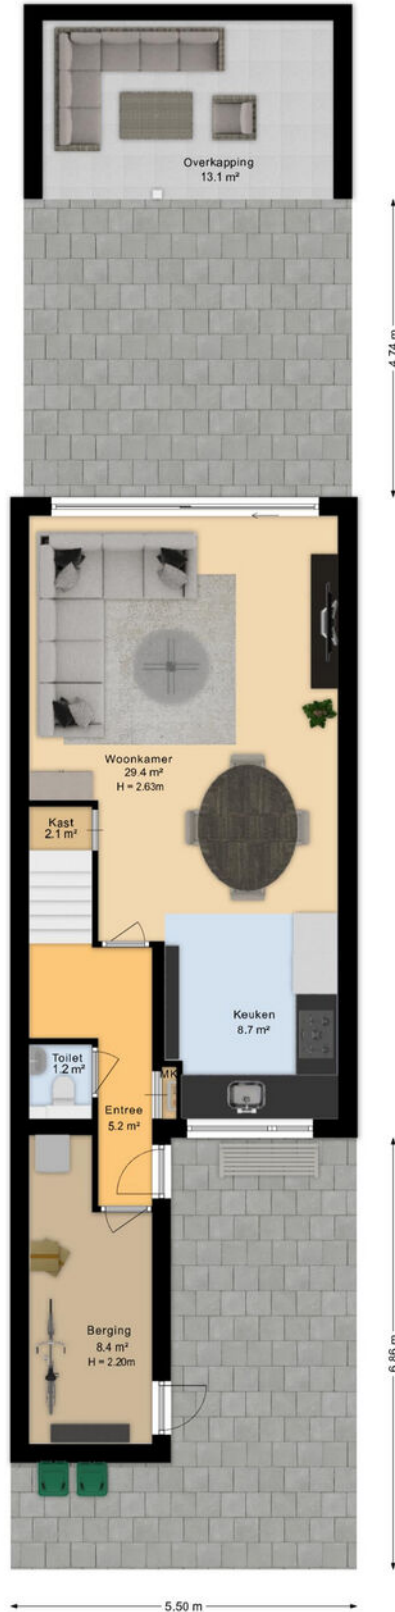 Overkapping
13.1 m²
4.74 m
Woonkamer
29.4 m²
H = 2.63m
Kast
2.1 m²
Keuken
8.7 m²
Toilet
1.2 m²
MK
Entree
5.2 m²
Berging
8.4 m²
H = 2.20m
6.86 m
5.50 m